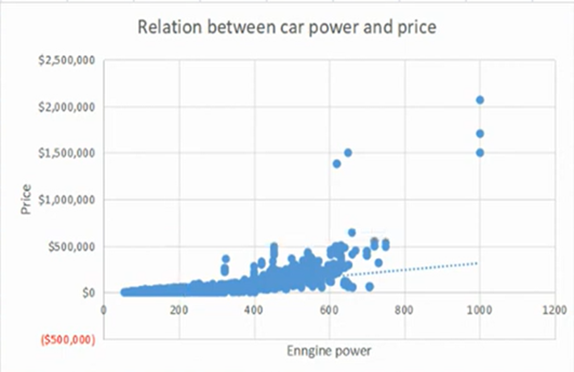 Relation between car power and price
$2,500,000
$2,000,000
$1,500,000
$1,000,000
$500,000
$0
($500,000)
Price
0 200 400 600 800 1000 1200
Enngine power